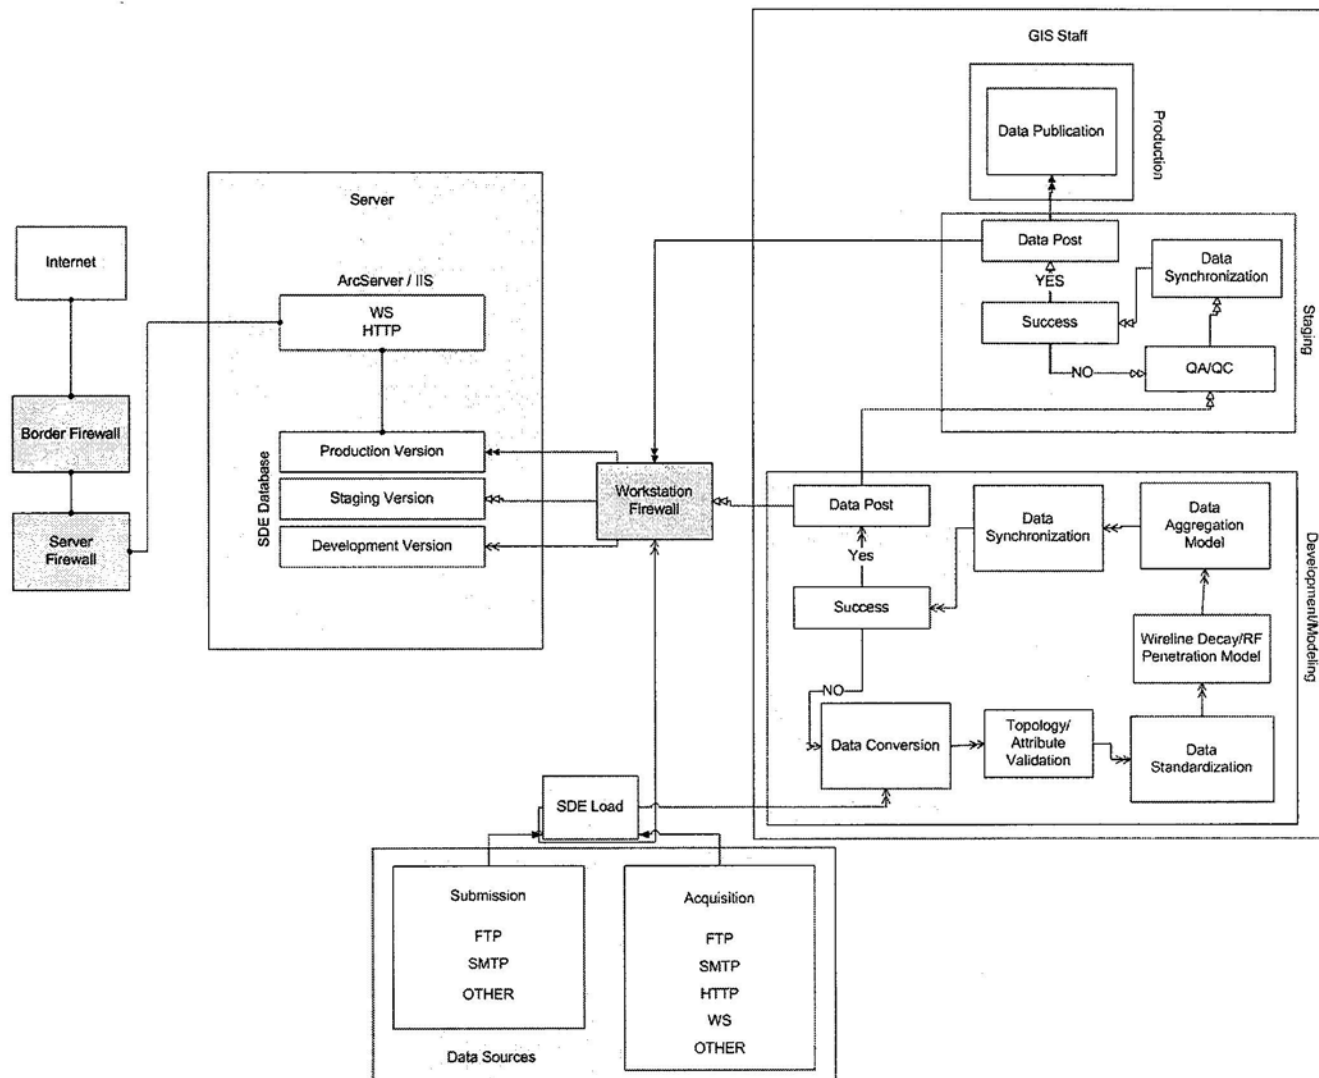 GIS Staff
Data Publication
Production
Server
Data Post
Data
Synchronization
Internet
YES
ArcServer / IIS
WS
HTTP
Success
Staging
NO
QA/QC
Border Firewall
Production Version
SDE Database
Staging Version
Workstation
Firewall
Data Post
Data
Synchronization
Data
Aggregation
Model
Server
Firewall
Development Version
Yes
Success
Development/Modeling
Wireline Decay/RF
Penetration Model
NO
Data Conversion
Topology/
Attribute
Validation
Data
Standardization
SDE Load
Submission
FTP
SMTP
OTHER
Acquisition
FTP
SMTP
HTTP
WS
OTHER
Data Sources